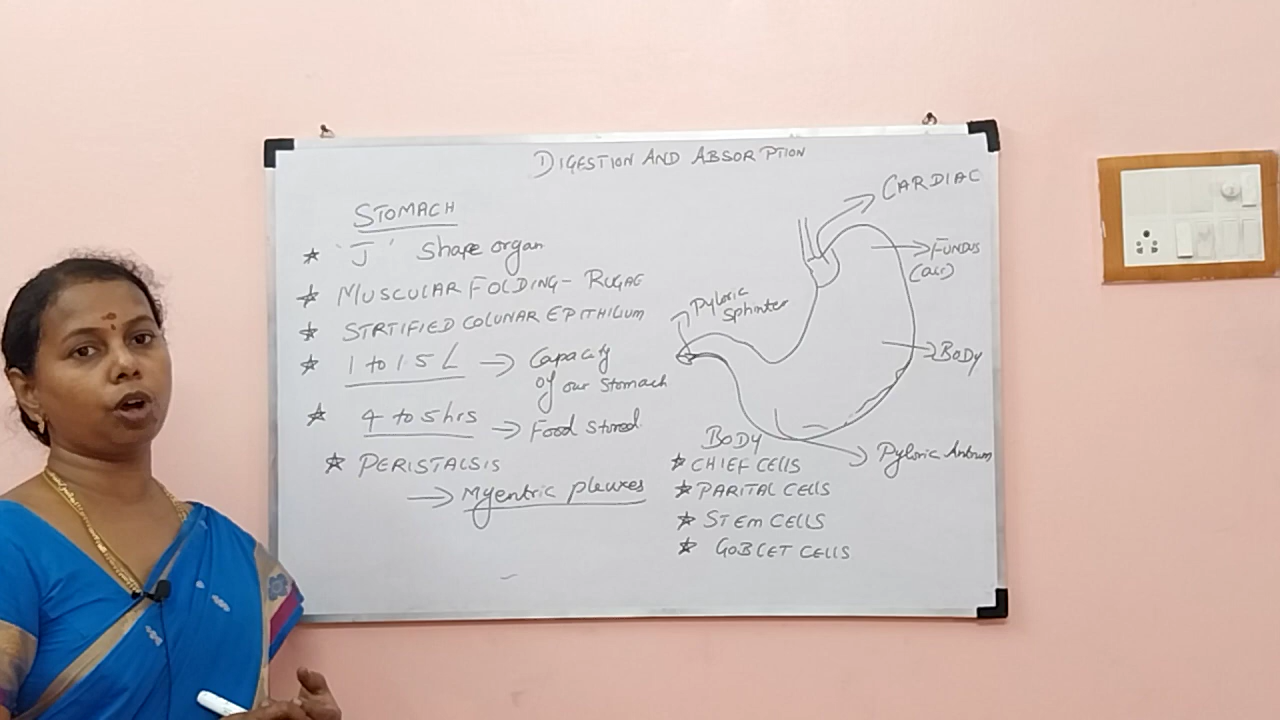 DIGESTION AND ABSORPTION
STOMACH
★ 'J' Shape organ
★ MUSCULAR FOLDING - RUGAE
★ STRTIFIED COLUNAR EPITHILIUM
★ 1 to 1.5 L → Capacity
of our Stomach
★ 4 to 5 hrs → Food stored
★ PERISTALSIS
→ Myentric plexuses
CARDIAC
FUNDUS
(air)
Pyloric
Sphinter
BODY
Pyloric Antrum
BODY
★ CHIEF CELLS
★ PARITAL CELLS
★ STEM CELLS
★ GOBLET CELLS